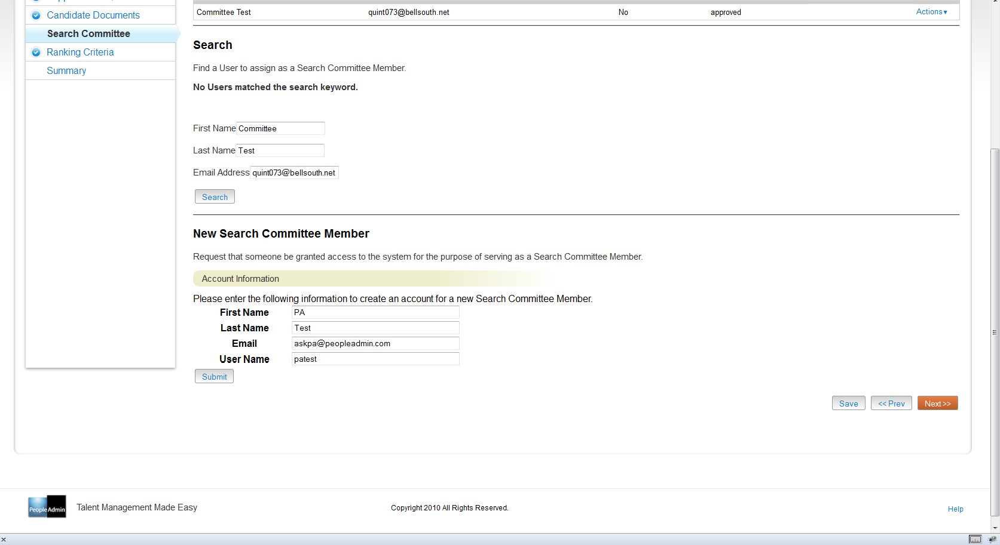 Candidate Documents
Search Committee
Ranking Criteria
Summary
Committee Test quint073@bellsouth.net No approved Actions▼
Search
Find a User to assign as a Search Committee Member.
No Users matched the search keyword.
First Name Committee
Last Name Test
Email Address quint073@bellsouth.net
Search
New Search Committee Member
Request that someone be granted access to the system for the purpose of serving as a Search Committee Member.
Account Information
Please enter the following information to create an account for a new Search Committee Member.
First Name PA
Last Name Test
Email askpa@peopleadmin.com
User Name patest
Submit
Save << Prev Next >>
PeopleAdmin Talent Management Made Easy Copyright 2010 All Rights Reserved. Help